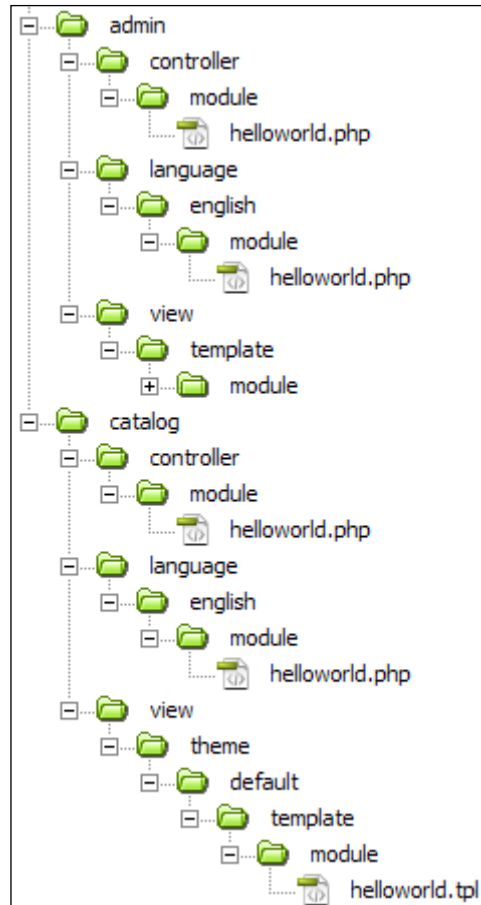 admin
controller
module
helloworld.php
language
english
module
helloworld.php
view
template
module
catalog
controller
module
helloworld.php
language
english
module
helloworld.php
view
theme
default
template
module
helloworld.tpl